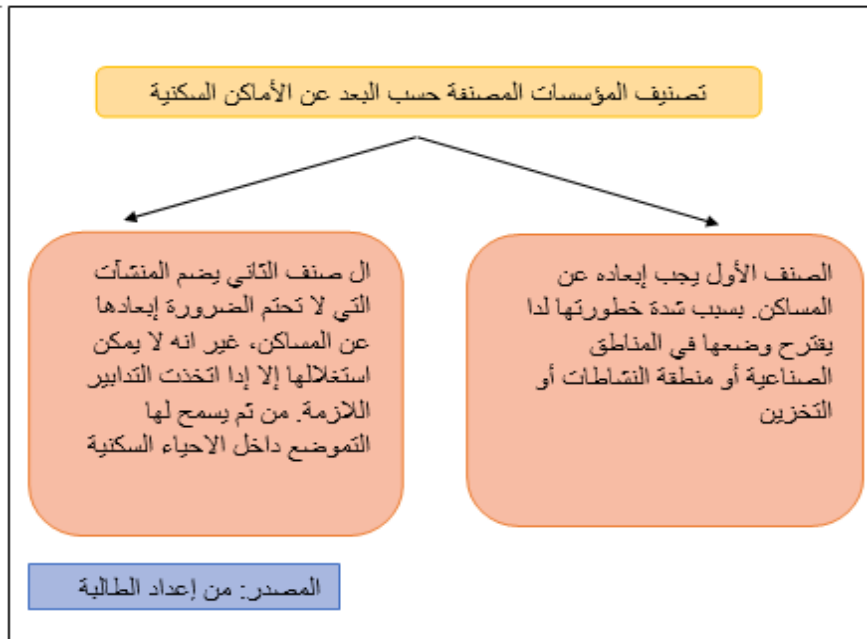 تصنيف المؤسسات المصنفة حسب البعد عن الأماكن السكنية
الصنف الأول يجب إبعاده عن
المساكن. بسبب شدة خطورتها لدا
يقترح وضعها في المناطق
الصناعية أو منطقة النشاطات أو
التخزين
ال صنف الثاني يضم المنشآت
التي لا تحتم الضرورة إبعادها
عن المساكن، غير انه لا يمكن
استغلالها إلا إدا اتخذت التدابير
اللازمة. من تم يسمح لها
التموضع داخل الاحياء السكنية
المصدر: من إعداد الطالبة